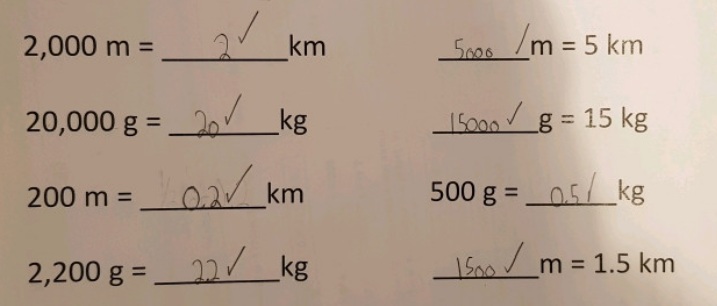 2,000 m = 2 ✓ km 5000 ✓ m = 5 km
20,000 g = 20 ✓ kg 15000 ✓ g = 15 kg
200 m = 0.2 ✓ km 500 g = 0.5 ✓ kg
2,200 g = 22 ✓ kg 1500 ✓ m = 1.5 km